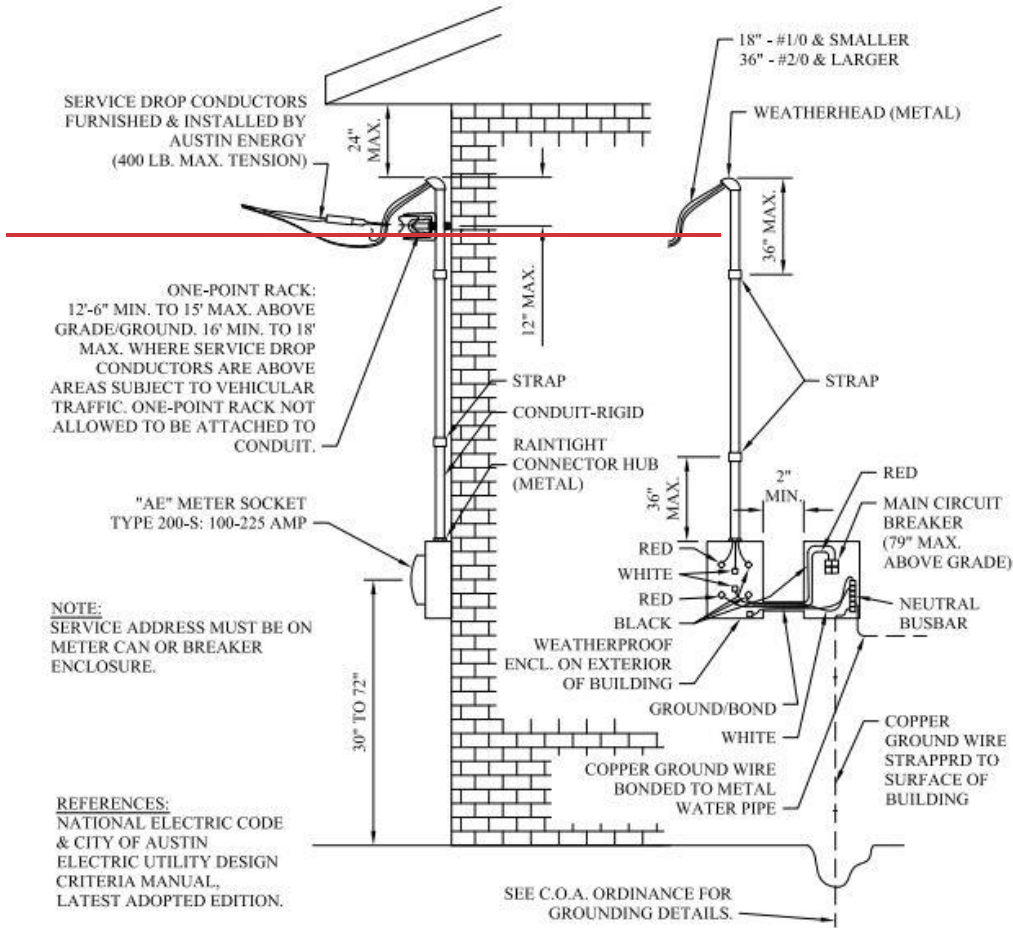 18" - #1/0 & SMALLER
36" - #2/0 & LARGER
WEATHERHEAD (METAL)
SERVICE DROP CONDUCTORS
FURNISHED & INSTALLED BY
AUSTIN ENERGY
(400 LB. MAX. TENSION)
24"
MAX.
36" MAX.
12" MAX.
ONE-POINT RACK:
12'-6" MIN. TO 15' MAX. ABOVE
GRADE/GROUND. 16' MIN. TO 18'
MAX. WHERE SERVICE DROP
CONDUCTORS ARE ABOVE
AREAS SUBJECT TO VEHICULAR
TRAFFIC. ONE-POINT RACK NOT
ALLOWED TO BE ATTACHED TO
CONDUIT.
STRAP
CONDUIT-RIGID
RAINTIGHT
CONNECTOR HUB
(METAL)
STRAP
"AE" METER SOCKET
TYPE 200-S: 100-225 AMP
36"
MAX.
2"
MIN.
RED
MAIN CIRCUIT
BREAKER
(79" MAX.
ABOVE GRADE)
RED
WHITE
RED
BLACK
NEUTRAL
BUSBAR
WEATHERPROOF
ENCL. ON EXTERIOR
OF BUILDING
GROUND/BOND
WHITE
COPPER GROUND WIRE
BONDED TO METAL
WATER PIPE
COPPER
GROUND WIRE
STRAPPRD TO
SURFACE OF
BUILDING
NOTE:
SERVICE ADDRESS MUST BE ON
METER CAN OR BREAKER
ENCLOSURE.
30" TO 72"
REFERENCES:
NATIONAL ELECTRIC CODE
& CITY OF AUSTIN
ELECTRIC UTILITY DESIGN
CRITERIA MANUAL,
LATEST ADOPTED EDITION.
SEE C.O.A. ORDINANCE FOR
GROUNDING DETAILS.